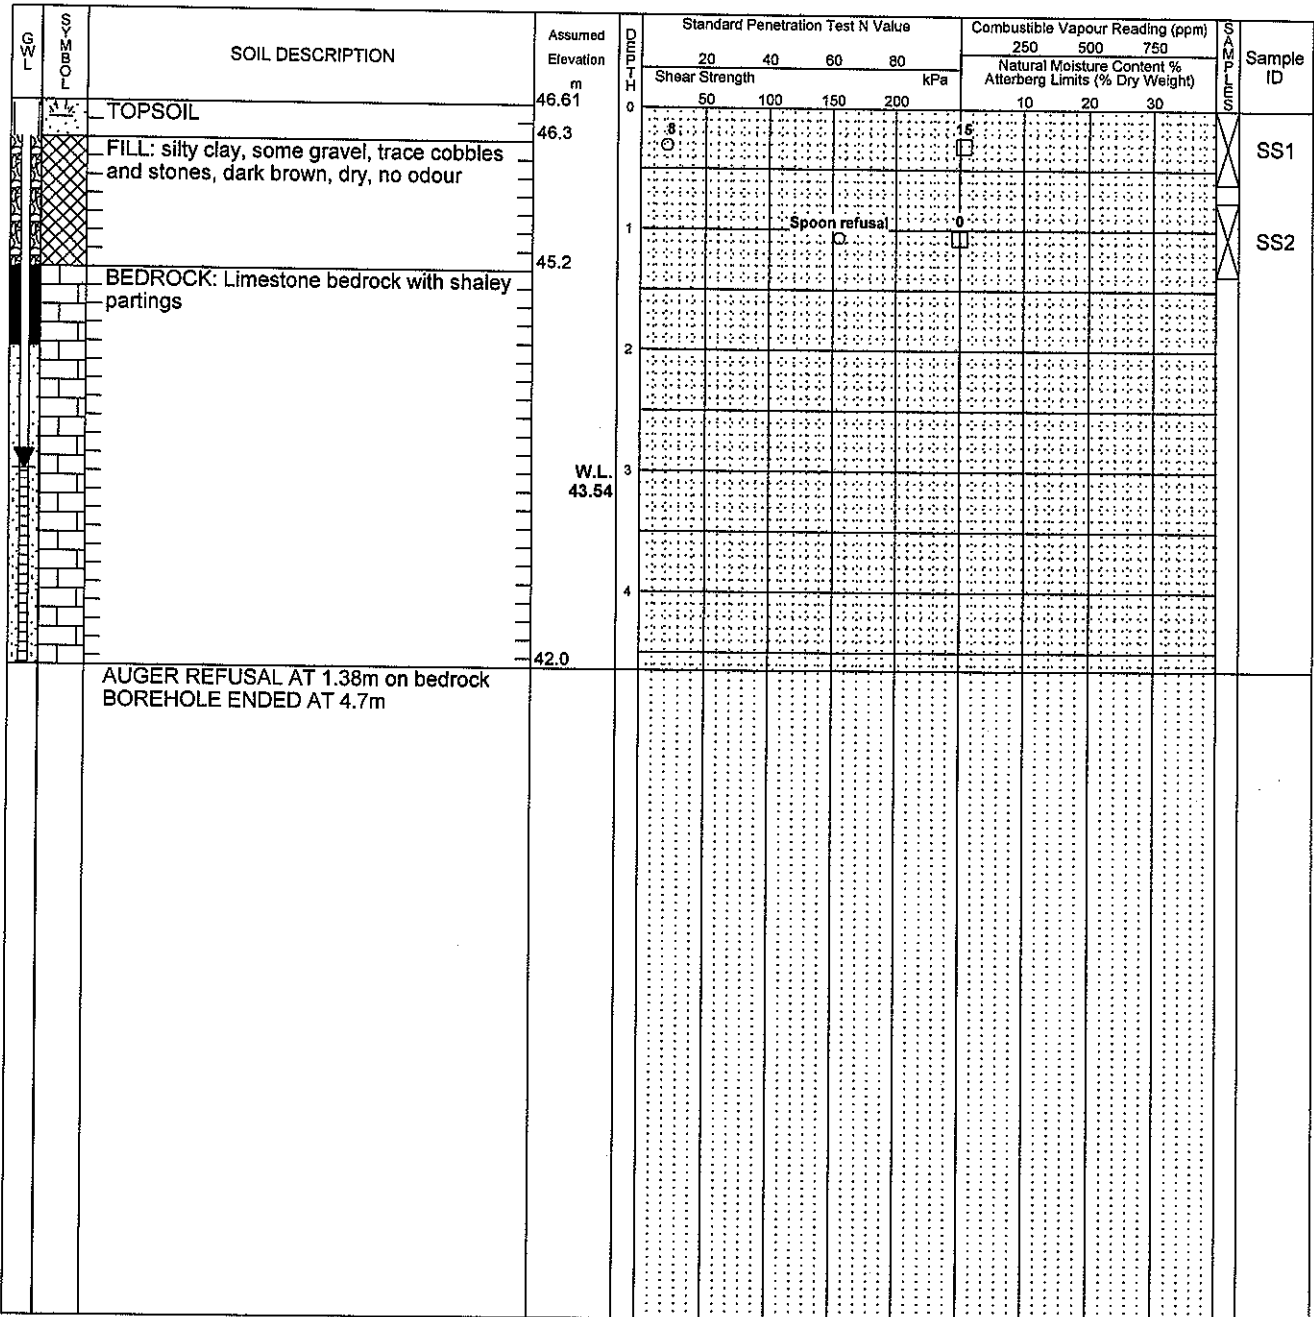 GWL
SYMBOL
SOIL DESCRIPTION
Assumed
Elevation
m
DEPTH
Standard Penetration Test N Value
20 40 60 80
Shear Strength kPa
50 100 150 200
Combustible Vapour Reading (ppm)
250 500 750
Natural Moisture Content %
Atterberg Limits (% Dry Weight)
10 20 30
SAMPLES
Sample
ID
46.61
0
TOPSOIL
46.3
8
15
SS1
FILL: silty clay, some gravel, trace cobbles
and stones, dark brown, dry, no odour
Spoon refusal
0
1
SS2
45.2
BEDROCK: Limestone bedrock with shaley
partings
2
W.L.
43.54
3
4
42.0
AUGER REFUSAL AT 1.38m on bedrock
BOREHOLE ENDED AT 4.7m